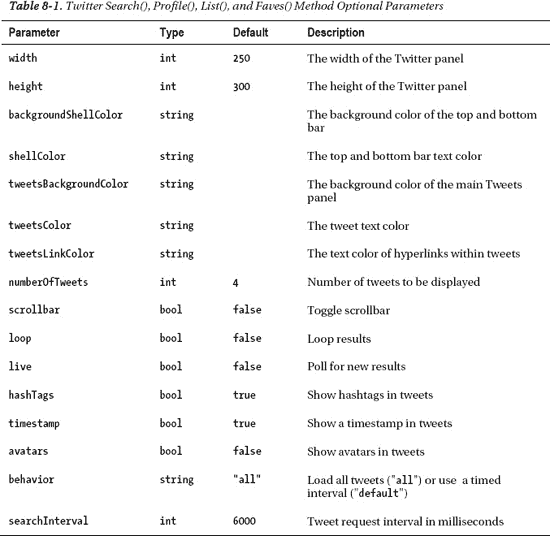 Table 8-1. Twitter Search(), Profile(), List(), and Faves() Method Optional Parameters
Parameter Type Default Description
width int 250 The width of the Twitter panel
height int 300 The height of the Twitter panel
backgroundShellColor string The background color of the top and bottom
bar
shellColor string The top and bottom bar text color
tweetsBackgroundColor string The background color of the main Tweets
panel
tweetsColor string The tweet text color
tweetsLinkColor string The text color of hyperlinks within tweets
numberOfTweets int 4 Number of tweets to be displayed
scrollbar bool false Toggle scrollbar
loop bool false Loop results
live bool false Poll for new results
hashTags bool true Show hashtags in tweets
timestamp bool true Show a timestamp in tweets
avatars bool false Show avatars in tweets
behavior string "all" Load all tweets ("all") or use a timed
interval ("default")
searchInterval int 6000 Tweet request interval in milliseconds